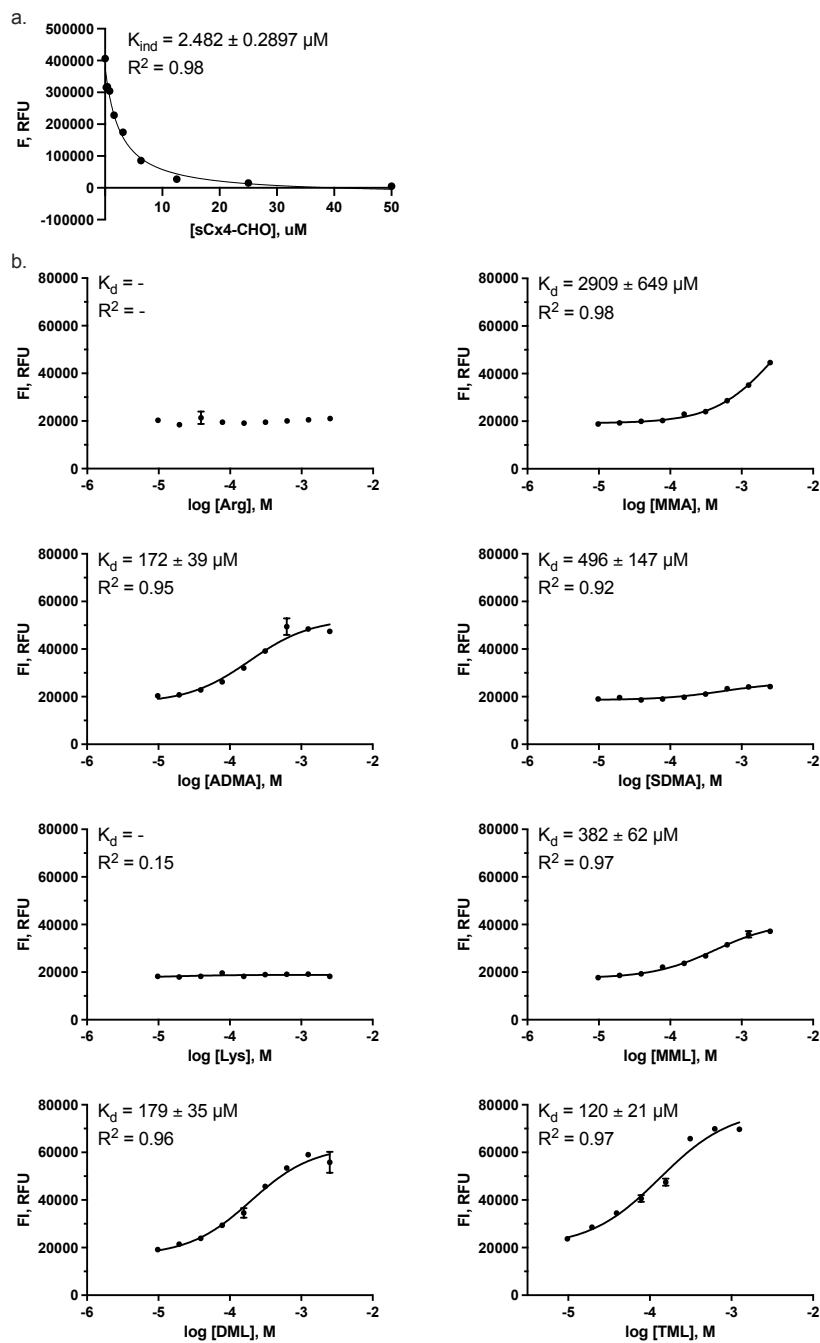 a.
K_ind = 2.482 ± 0.2897 µM
R² = 0.98
F, RFU
500000
400000
300000
200000
100000
0
-100000
10 20 30 40 50
[sCx4-CHO], uM
b.
K_d = -
R² = -
FI, RFU
80000
60000
40000
20000
0
-6 -5 -4 -3 -2
log [Arg], M
K_d = 2909 ± 649 µM
R² = 0.98
FI, RFU
80000
60000
40000
20000
0
-6 -5 -4 -3 -2
log [MMA], M
K_d = 172 ± 39 µM
R² = 0.95
FI, RFU
80000
60000
40000
20000
0
-6 -5 -4 -3 -2
log [ADMA], M
K_d = 496 ± 147 µM
R² = 0.92
FI, RFU
80000
60000
40000
20000
0
-6 -5 -4 -3 -2
log [SDMA], M
K_d = -
R² = 0.15
FI, RFU
80000
60000
40000
20000
0
-6 -5 -4 -3 -2
log [Lys], M
K_d = 382 ± 62 µM
R² = 0.97
FI, RFU
80000
60000
40000
20000
0
-6 -5 -4 -3 -2
log [MML], M
K_d = 179 ± 35 µM
R² = 0.96
FI, RFU
80000
60000
40000
20000
0
-6 -5 -4 -3 -2
log [DML], M
K_d = 120 ± 21 µM
R² = 0.97
FI, RFU
80000
60000
40000
20000
0
-5 -4 -3 -2
log [TML], M